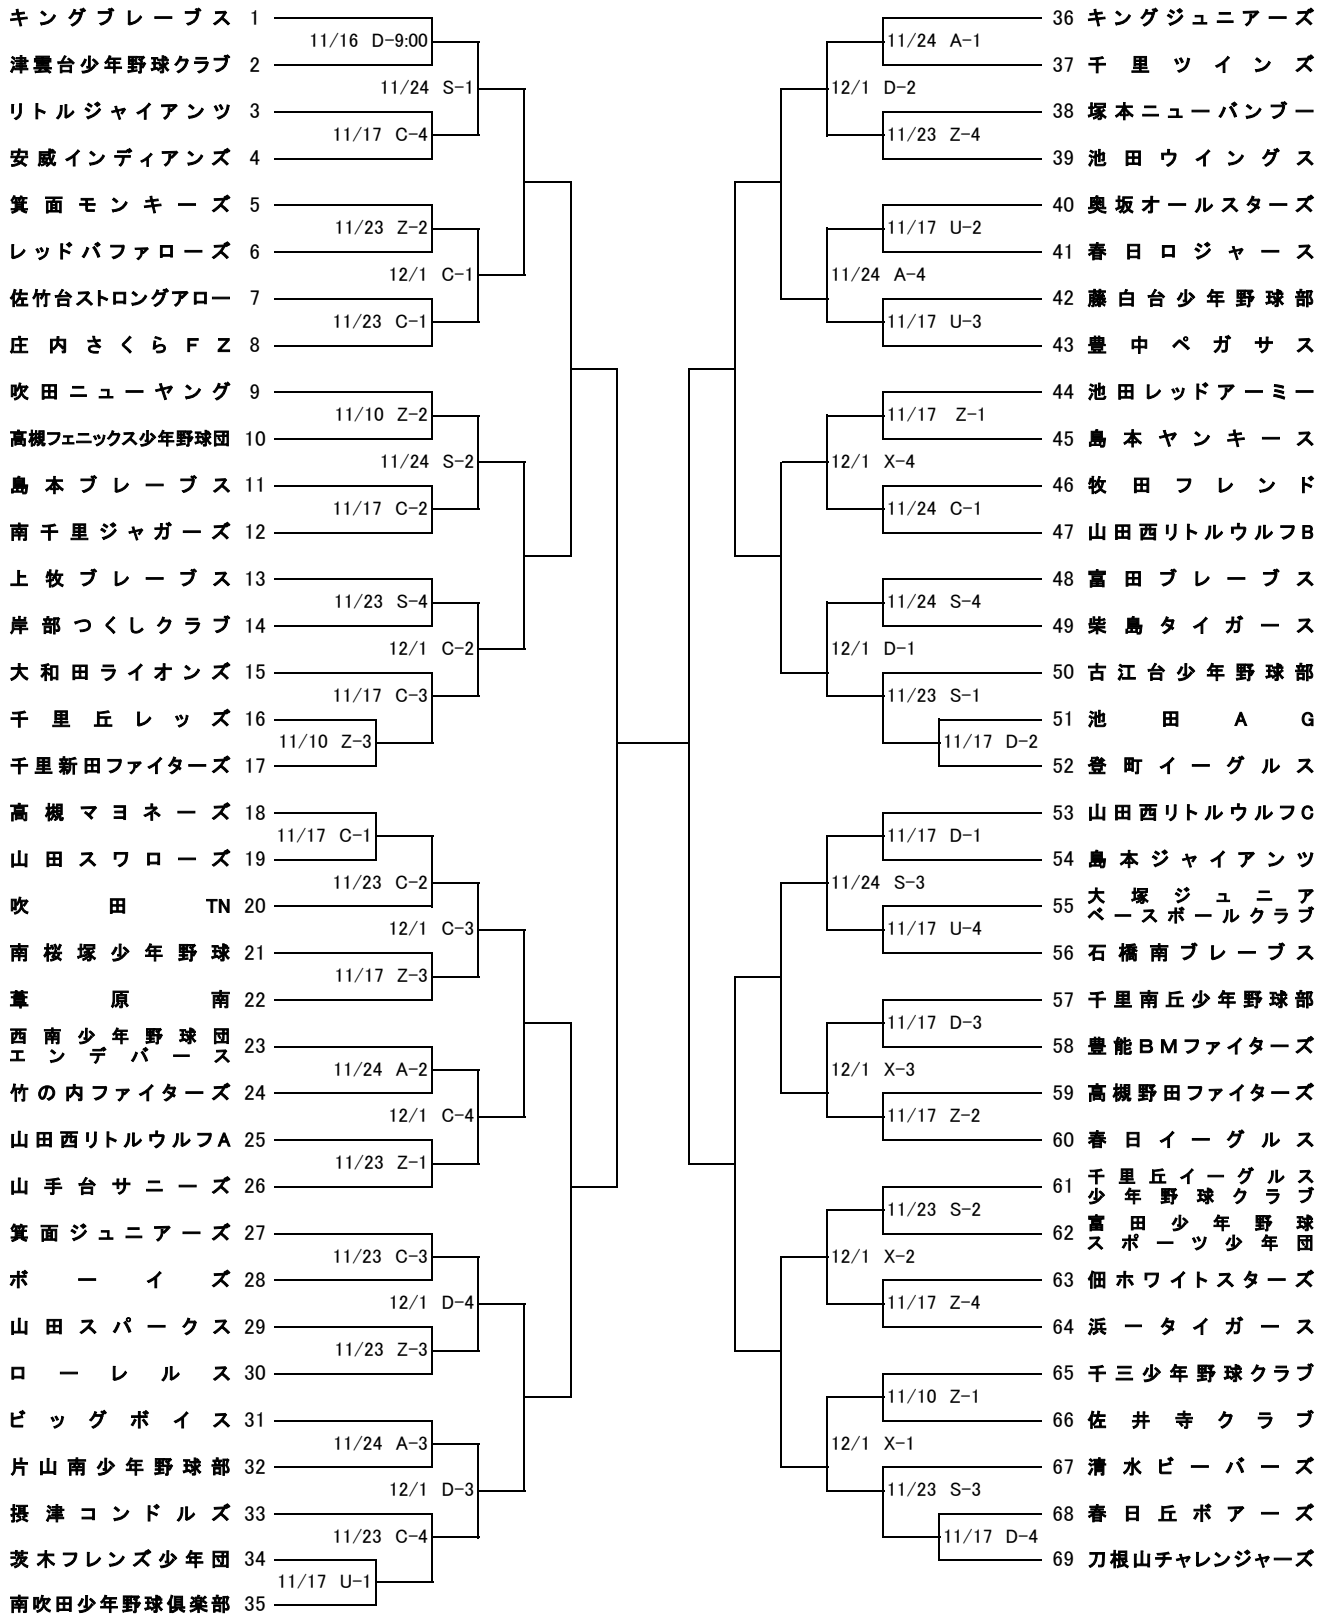 キングブレーブス 1
11/16 D-9:00
津雲台少年野球クラブ 2
11/24 S-1
リトルジャイアンツ 3
11/17 C-4
安威インディアンズ 4
箕面モンキーズ 5
11/23 Z-2
レッドバファローズ 6
12/1 C-1
佐竹台ストロングアロー 7
11/23 C-1
庄内さくらＦＺ 8
吹田ニューヤング 9
11/10 Z-2
高槻フェニックス少年野球団 10
11/24 S-2
島本ブレーブス 11
11/17 C-2
南千里ジャガーズ 12
上牧ブレーブス 13
11/23 S-4
岸部つくしクラブ 14
12/1 C-2
大和田ライオンズ 15
11/17 C-3
千里丘レッズ 16
11/10 Z-3
千里新田ファイターズ 17
高槻マヨネーズ 18
11/17 C-1
山田スワローズ 19
11/23 C-2
吹田TN 20
12/1 C-3
南桜塚少年野球 21
11/17 Z-3
葦原南 22
西南少年野球団
エンデバース 23
11/24 A-2
竹の内ファイターズ 24
12/1 C-4
山田西リトルウルフA 25
11/23 Z-1
山手台サニーズ 26
箕面ジュニアーズ 27
11/23 C-3
ボーイズ 28
12/1 D-4
山田スパークス 29
11/23 Z-3
ローレルス 30
ビッグボイス 31
11/24 A-3
片山南少年野球部 32
12/1 D-3
摂津コンドルズ 33
11/23 C-4
茨木フレンズ少年団 34
11/17 U-1
南吹田少年野球倶楽部 35
36 キングジュニアーズ
11/24 A-1
37 千里ツインズ
12/1 D-2
38 塚本ニューバンブー
11/23 Z-4
39 池田ウイングス
40 奥坂オールスターズ
11/17 U-2
41 春日ロジャース
11/24 A-4
42 藤白台少年野球部
11/17 U-3
43 豊中ペガサス
44 池田レッドアーミー
11/17 Z-1
45 島本ヤンキース
12/1 X-4
46 牧田フレンド
11/24 C-1
47 山田西リトルウルフB
48 富田ブレーブス
11/24 S-4
49 柴島タイガース
12/1 D-1
50 古江台少年野球部
11/23 S-1
51 池田AG
11/17 D-2
52 登町イーグルス
53 山田西リトルウルフC
11/17 D-1
54 島本ジャイアンツ
11/24 S-3
55 大塚ジュニア
ベースボールクラブ
11/17 U-4
56 石橋南ブレーブス
57 千里南丘少年野球部
11/17 D-3
58 豊能ＢＭファイターズ
12/1 X-3
59 高槻野田ファイターズ
11/17 Z-2
60 春日イーグルス
61 千里丘イーグルス
少年野球クラブ
11/23 S-2
62 富田少年野球
スポーツ少年団
12/1 X-2
63 佃ホワイトスターズ
11/17 Z-4
64 浜一タイガース
65 千三少年野球クラブ
11/10 Z-1
66 佐井寺クラブ
12/1 X-1
67 清水ビーバーズ
11/23 S-3
68 春日丘ボアーズ
11/17 D-4
69 刀根山チャレンジャーズ